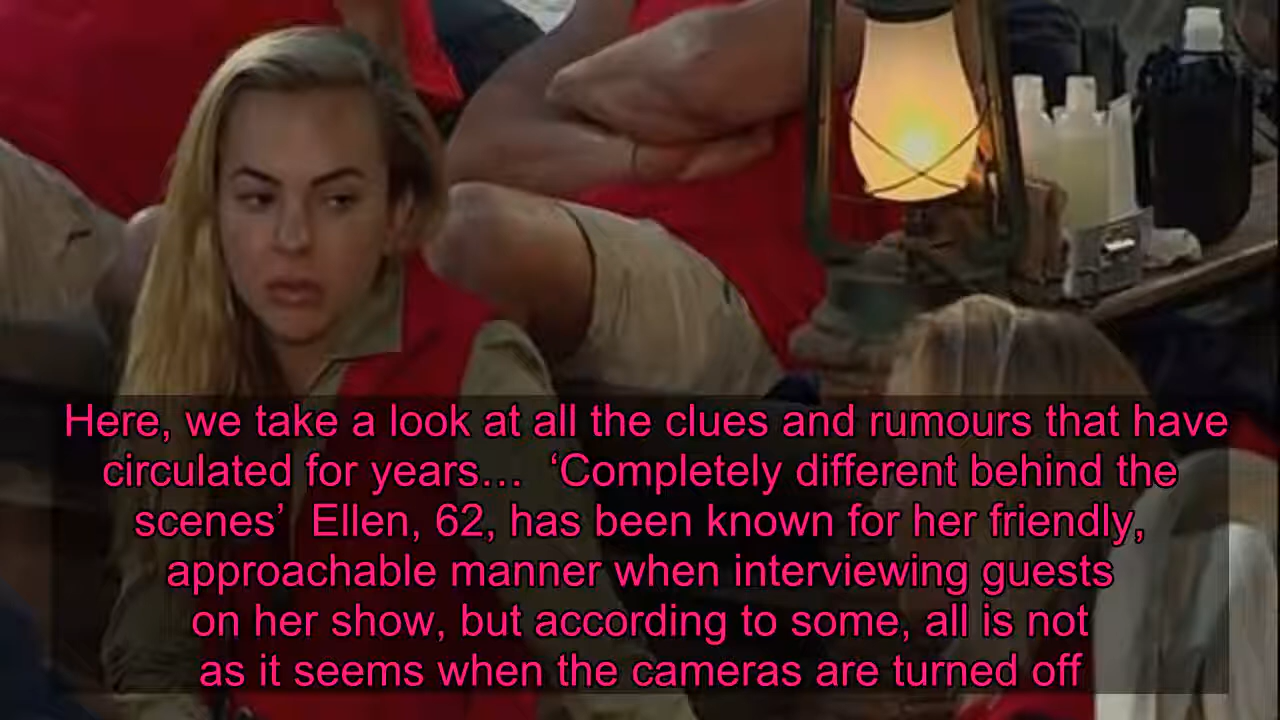 Here, we take a look at all the clues and rumours that have
circulated for years… ‘Completely different behind the
scenes’ Ellen, 62, has been known for her friendly,
approachable manner when interviewing guests
on her show, but according to some, all is not
as it seems when the cameras are turned off